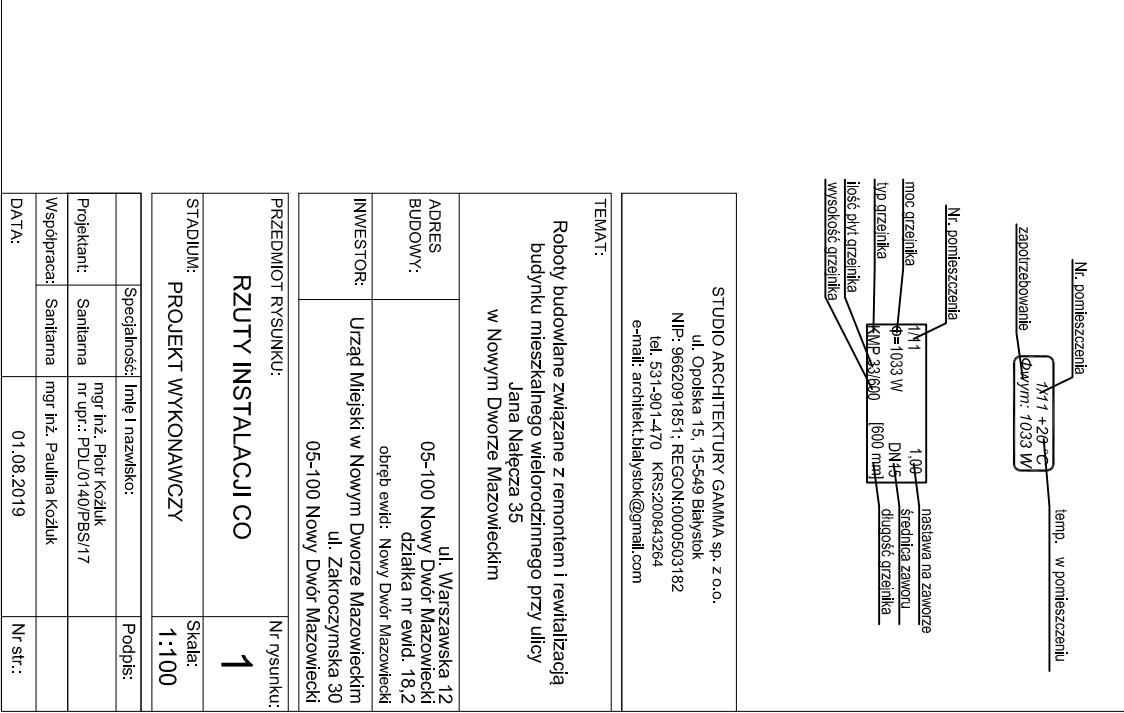 Nr. pomieszczenia
1/11 +20°C
temp. w pomieszczeniu
zapotrzebowanie
Φwym: 1033 W
Nr. pomieszczenia
moc grzejnika
typ grzejnika
ilość płyt grzejnika
wysokość grzejnika
1/11 1,00
Φ=1033 W DN15
KMP 33/600 [600 mm]
nastawa na zaworze
średnica zaworu
długość grzejnika
STUDIO ARCHITEKTURY GAMMA sp. z o.o.
ul. Opolska 15, 15-549 Białystok
NIP: 9662091851; REGON:0000503182
tel. 531-901-470 KRS:200843264
e-mail: architekt.bialystok@gmail.com
TEMAT:
Roboty budowlane związane z remontem i rewitalizacją
budynku mieszkalnego wielorodzinnego przy ulicy
Jana Nałęcza 35
w Nowym Dworze Mazowieckim
ADRES
BUDOWY:
ul. Warszawska 12
05-100 Nowy Dwór Mazowiecki
działka nr ewid. 18,2
obręb ewid: Nowy Dwór Mazowiecki
INWESTOR:
Urząd Miejski w Nowym Dworze Mazowieckim
ul. Zakroczymska 30
05-100 Nowy Dwór Mazowiecki
PRZEDMIOT RYSUNKU:
RZUTY INSTALACJI CO
Nr rysunku:
1
STADIUM:
PROJEKT WYKONAWCZY
Skala:
1:100
Specjalność: Imię i nazwisko: Podpis:
Projektant: Sanitarna mgr inż. Piotr Koźluk
nr upr.: PDL/0140/PBS/17
Współpraca: Sanitarna mgr inż. Paulina Koźluk
DATA: 01.08.2019 Nr str.: